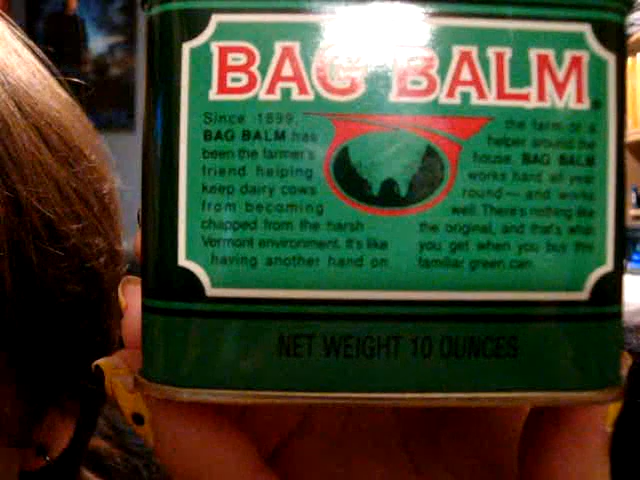 BAG BALM
Since 1899,
BAG BALM has
been the farmer's
friend helping
keep dairy cows
from becoming
chapped from the harsh
Vermont environment. It's like
having another hand on
the farm or a
helper around the
house. BAG BALM
works hard all year
round — and works
well. There's nothing like
the original, and that's what
you get when you buy the
familiar green can.
NET WEIGHT 10 OUNCES